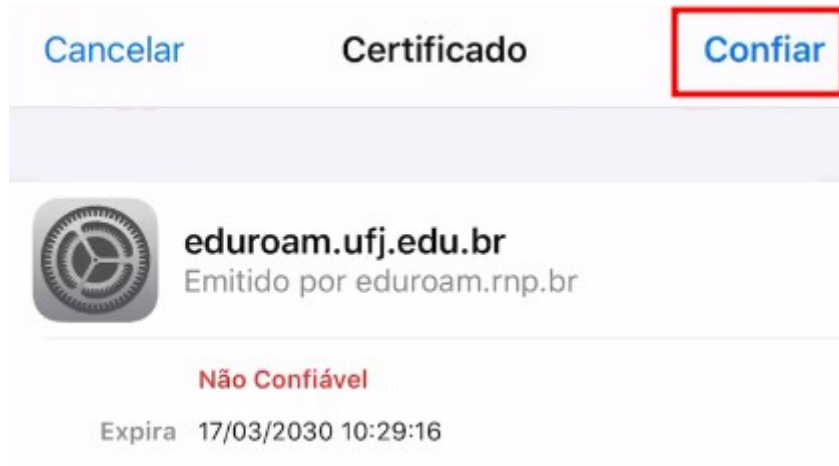 Cancelar Certificado Confiar
eduroam.ufj.edu.br
Emitido por eduroam.rnp.br
Não Confiável
Expira 17/03/2030 10:29:16